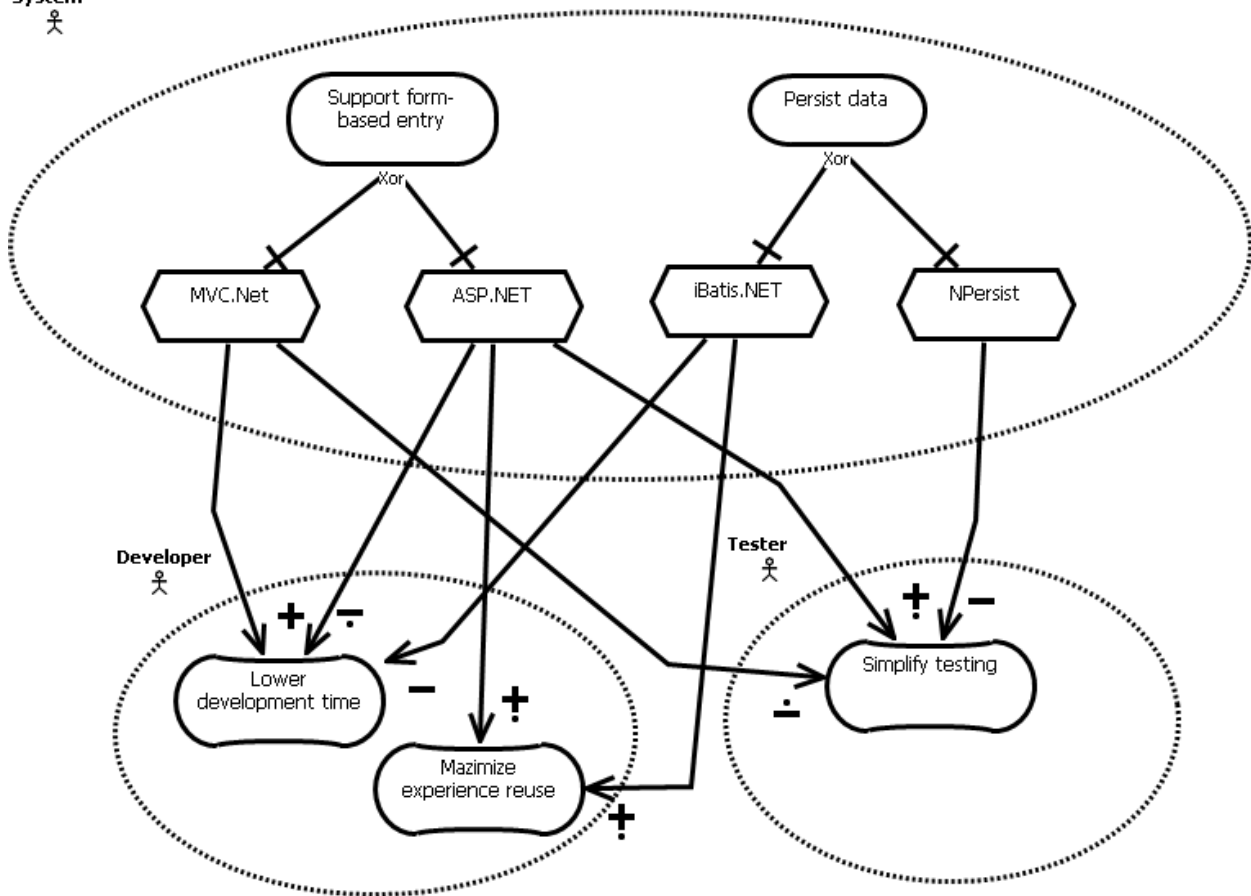 System
Support form-
based entry
Persist data
Xor
Xor
MVC.Net
ASP.NET
iBatis.NET
NPersist
Developer
Tester
Lower
development time
Simplify testing
Mazimize
experience reuse